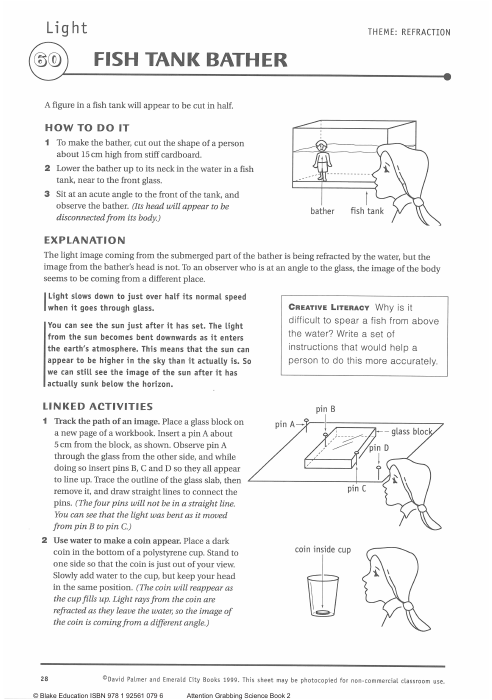 Light
THEME: REFRACTION
60 FISH TANK BATHER
A figure in a fish tank will appear to be cut in half.
HOW TO DO IT
1 To make the bather, cut out the shape of a person
about 15 cm high from stiff cardboard.
2 Lower the bather up to its neck in the water in a fish
tank, near to the front glass.
3 Sit at an acute angle to the front of the tank, and
observe the bather. (Its head will appear to be
disconnected from its body.)
bather fish tank
EXPLANATION
The light image coming from the submerged part of the bather is being refracted by the water, but the
image from the bather's head is not. To an observer who is at an angle to the glass, the image of the body
seems to be coming from a different place.
Light slows down to just over half its normal speed
when it goes through glass.
You can see the sun just after it has set. The light
from the sun becomes bent downwards as it enters
the earth's atmosphere. This means that the sun can
appear to be higher in the sky than it actually is. So
we can still see the image of the sun after it has
actually sunk below the horizon.
CREATIVE LITERACY Why is it
difficult to spear a fish from above
the water? Write a set of
instructions that would help a
person to do this more accurately.
LINKED ACTIVITIES
1 Track the path of an image. Place a glass block on
a new page of a workbook. Insert a pin A about
5 cm from the block, as shown. Observe pin A
through the glass from the other side, and while
doing so insert pins B, C and D so they all appear
to line up. Trace the outline of the glass slab, then
remove it, and draw straight lines to connect the
pins. (The four pins will not be in a straight line.
You can see that the light was bent as it moved
from pin B to pin C.)
pin B
pin A
glass block
pin D
pin C
2 Use water to make a coin appear. Place a dark
coin in the bottom of a polystyrene cup. Stand to
one side so that the coin is just out of your view.
Slowly add water to the cup, but keep your head
in the same position. (The coin will reappear as
the cup fills up. Light rays from the coin are
refracted as they leave the water, so the image of
the coin is coming from a different angle.)
coin inside cup
28
©David Palmer and Emerald City Books 1999. This sheet may be photocopied for non-commercial classroom use.
© Blake Education ISBN 978 1 92561 079 6 Attention Grabbing Science Book 2